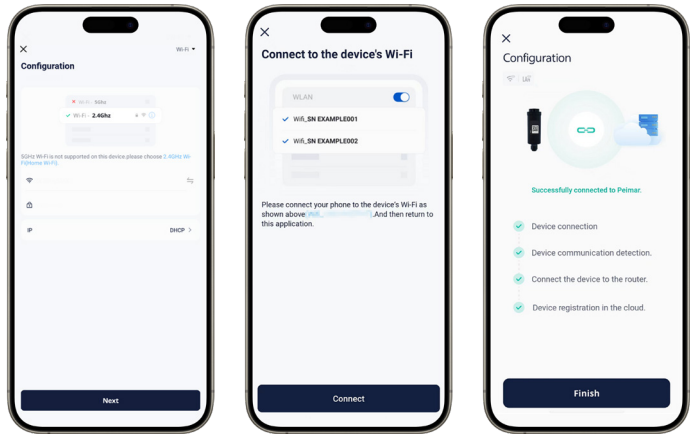 Wi-Fi
Configuration
Wi-Fi - 5Ghz
Wi-Fi - 2.4Ghz
5GHz Wi-Fi is not supported on this device please choose 2.4GHz Wi-
Fi(Home Wi-Fi).
IP
DHCP
Next
Connect to the device's Wi-Fi
WLAN
Wifi_SN EXAMPLE001
Wifi_SN EXAMPLE002
Please connect your phone to the device's Wi-Fi as
shown above (Wifi_ ).And then return to
this application.
Connect
Configuration
Successfully connected to Peimar.
Device connection
Device communication detection.
Connect the device to the router.
Device registration in the cloud.
Finish